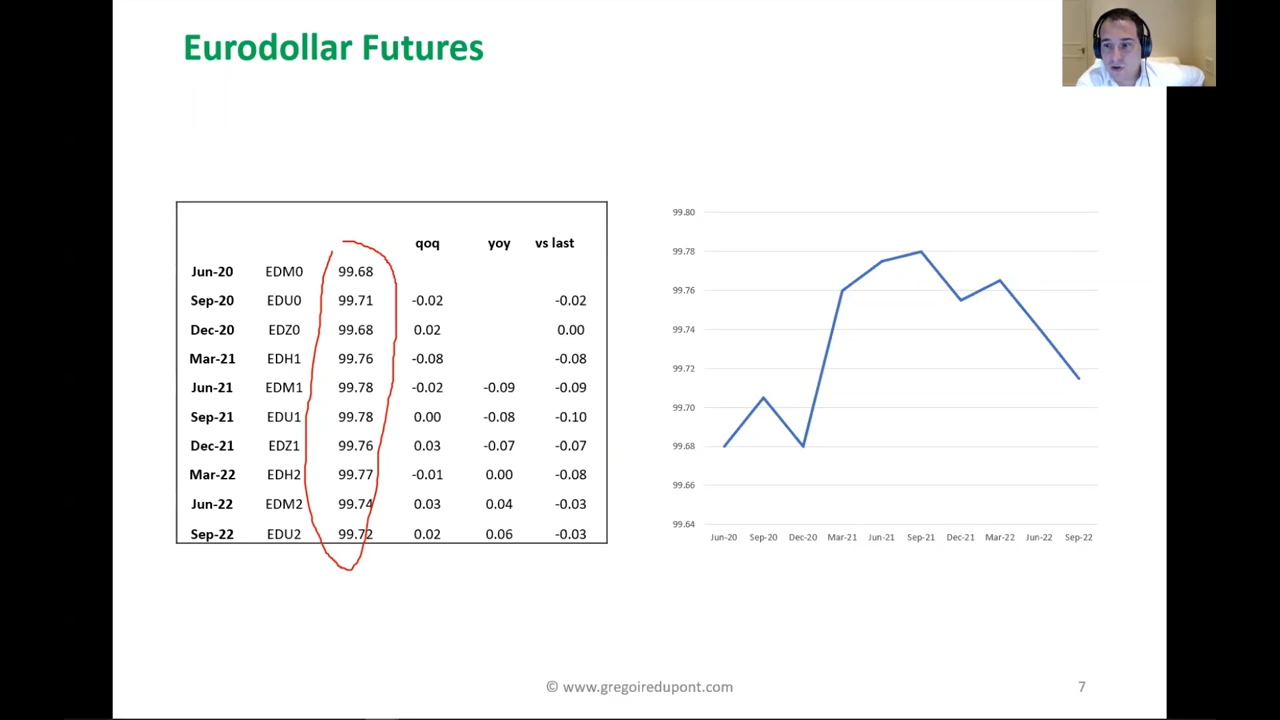 Eurodollar Futures
qoq yoy vs last
Jun-20 EDM0 99.68
Sep-20 EDU0 99.71 -0.02 -0.02
Dec-20 EDZ0 99.68 0.02 0.00
Mar-21 EDH1 99.76 -0.08 -0.08
Jun-21 EDM1 99.78 -0.02 -0.09 -0.09
Sep-21 EDU1 99.78 0.00 -0.08 -0.10
Dec-21 EDZ1 99.76 0.03 -0.07 -0.07
Mar-22 EDH2 99.77 -0.01 0.00 -0.08
Jun-22 EDM2 99.74 0.03 0.04 -0.03
Sep-22 EDU2 99.72 0.02 0.06 -0.03
99.80
99.78
99.76
99.74
99.72
99.70
99.68
99.66
99.64
Jun-20 Sep-20 Dec-20 Mar-21 Jun-21 Sep-21 Dec-21 Mar-22 Jun-22 Sep-22
© www.gregoiredupont.com
7